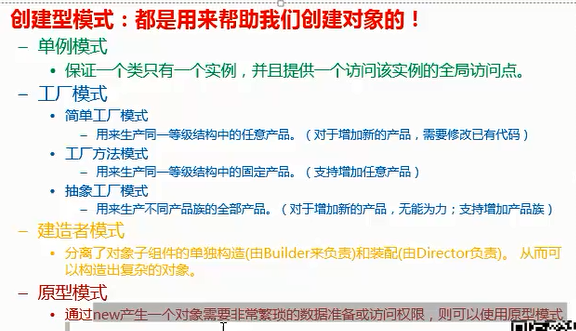 创建型模式：都是用来帮助我们创建对象的！
– 单例模式
• 保证一个类只有一个实例，并且提供一个访问该实例的全局访问点。
– 工厂模式
• 简单工厂模式
– 用来生产同一等级结构中的任意产品。（对于增加新的产品，需要修改已有代码）
• 工厂方法模式
– 用来生产同一等级结构中的固定产品。（支持增加任意产品）
• 抽象工厂模式
– 用来生产不同产品族的全部产品。（对于增加新的产品，无能为力；支持增加产品族）
– 建造者模式
• 分离了对象子组件的单独构造(由Builder来负责)和装配(由Director负责)。 从而可
以构造出复杂的对象。
– 原型模式
• 通过new产生一个对象需要非常繁琐的数据准备或访问权限，则可以使用原型模式